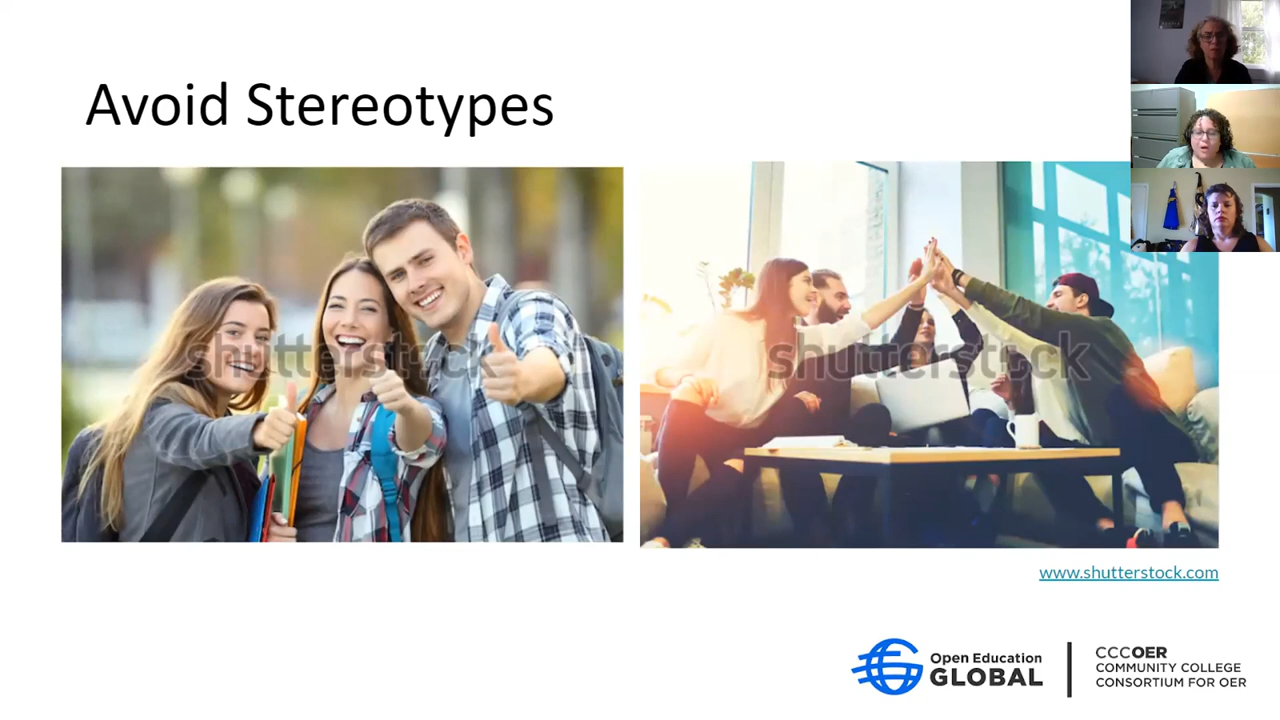 Avoid Stereotypes
shutterstock
shutterstock
www.shutterstock.com
Open Education
GLOBAL
CCCOER
COMMUNITY COLLEGE
CONSORTIUM FOR OER